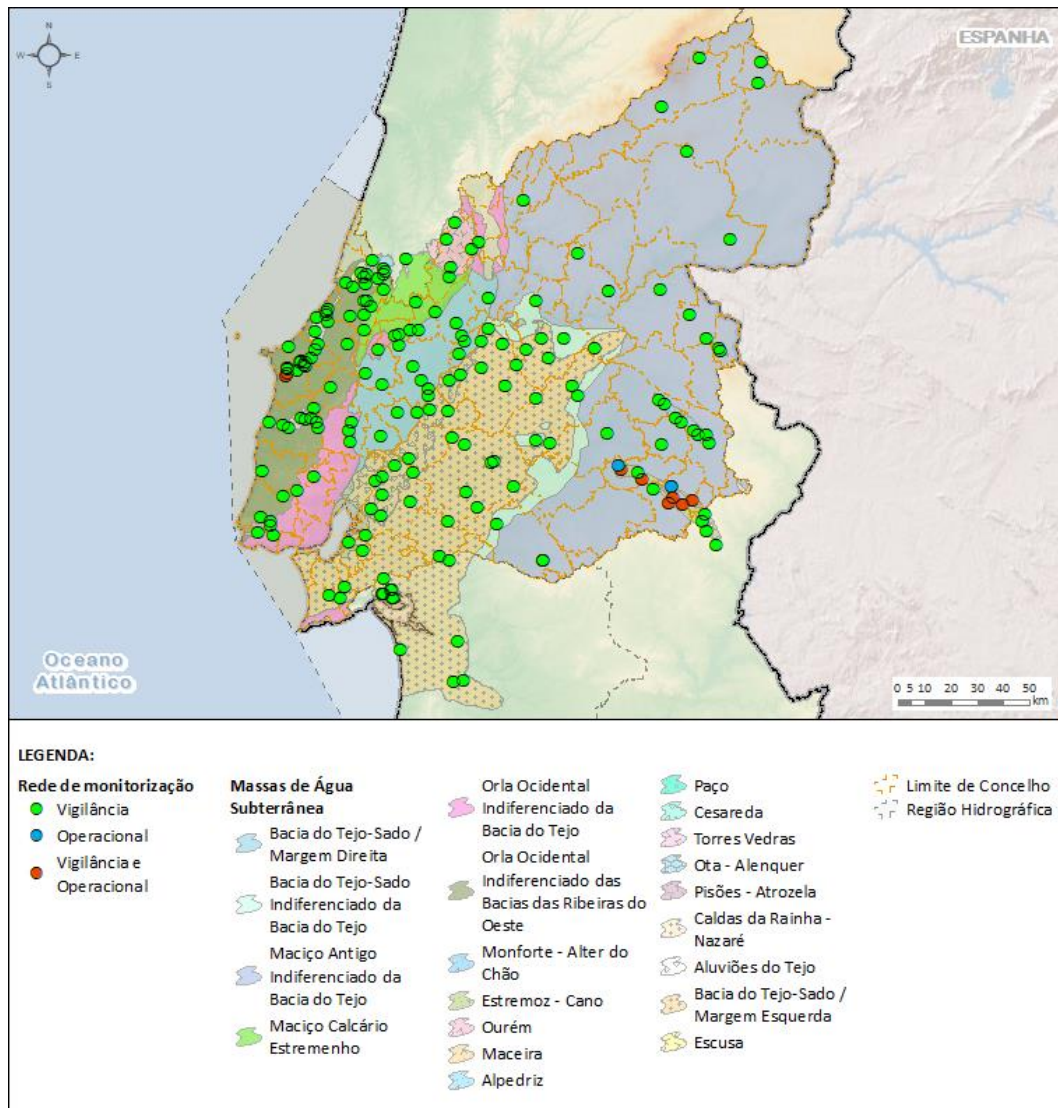 N
W
E
S
ESPANHA
Oceano
Atlântico
0 5 10 20 30 40 50
km
LEGENDA:
Rede de monitorização
Vigilância
Operacional
Vigilância e
Operacional
Massas de Água
Subterrânea
Bacia do Tejo-Sado /
Margem Direita
Bacia do Tejo-Sado
Indiferenciado da
Bacia do Tejo
Maciço Antigo
Indiferenciado da
Bacia do Tejo
Maciço Calcário
Estremenho
Orla Ocidental
Indiferenciado da
Bacia do Tejo
Orla Ocidental
Indiferenciado das
Bacias das Ribeiras do
Oeste
Monforte - Alter do
Chão
Estremoz - Cano
Ourém
Maceira
Alpedriz
Paço
Cesareda
Torres Vedras
Ota - Alenquer
Pisões - Atrozela
Caldas da Rainha -
Nazaré
Aluviões do Tejo
Bacia do Tejo-Sado /
Margem Esquerda
Escusa
Limite de Concelho
Região Hidrográfica